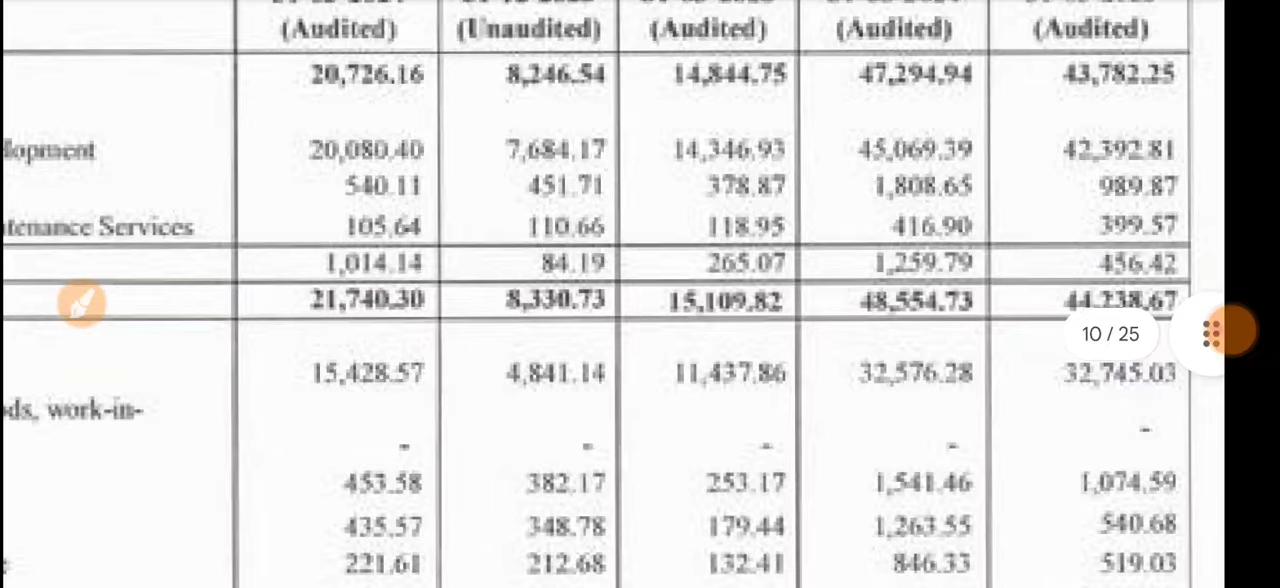 (Audited) (Unaudited) (Audited) (Audited) (Audited)
20,726.16 8,246.54 14,844.75 47,294.94 43,782.25
lopment 20,080.40 7,684.17 14,346.93 45,069.39 42,392.81
540.11 451.71 378.87 1,808.65 989.87
ntenance Services 105.64 110.66 118.95 416.90 399.57
1,014.14 84.19 265.07 1,259.79 456.42
21,740.30 8,330.73 15,109.82 48,554.73 44,238.67
10 / 25
15,428.57 4,841.14 11,437.86 32,576.28 32,745.03
ods, work-in-
- - - - -
453.58 382.17 253.17 1,541.46 1,074.59
435.57 348.78 179.44 1,263.55 540.68
221.61 212.68 132.41 846.33 519.03